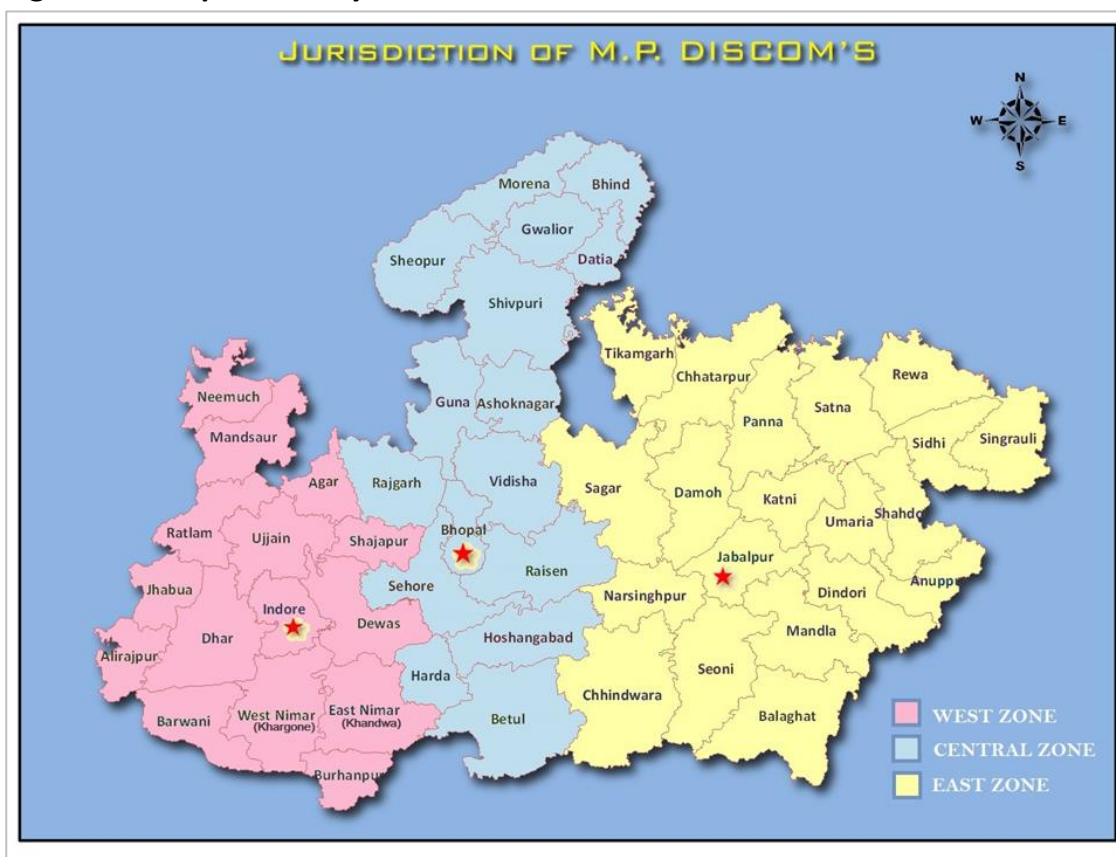 JURISDICTION OF M.P. DISCOM'S
N
W E
S
Morena
Bhind
Gwalior
Sheopur
Datia
Shivpuri
Tikamgarh
Chhatarpur
Rewa
Neemuch
Guna
Ashoknagar
Satna
Panna
Mandsaur
Sidhi
Singrauli
Agar
Rajgarh
Vidisha
Sagar
Damoh
Katni
Umaria
Shahdo
Ratlam
Ujjain
Shajapur
Bhopal
Jabalpur
Raisen
Jhabua
Sehore
Anuppu
Narsinghpur
Dindori
Indore
Dewas
Dhar
Hoshangabad
Mandla
Alirajpur
Seoni
Harda
Chhindwara
Barwani
West Nimar
(Khargone)
East Nimar
(Khandwa)
Betul
Balaghat
Burhanpur
WEST ZONE
CENTRAL ZONE
EAST ZONE